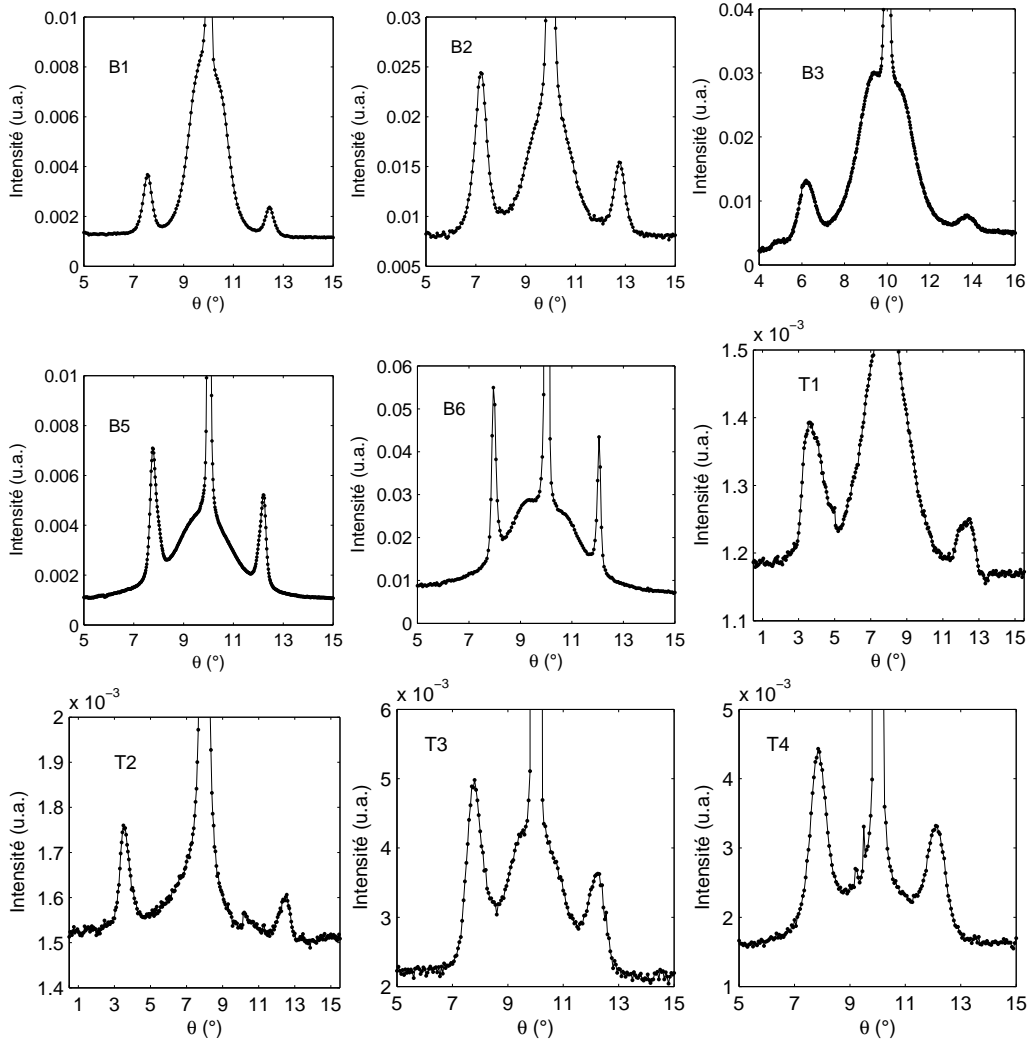 0.01
0.008
0.006
0.004
0.002
0
5 7 9 11 13 15
θ (°)
Intensité (u.a.)
B1
0.03
0.025
0.02
0.015
0.01
0.005
5 7 9 11 13 15
θ (°)
Intensité (u.a.)
B2
0.04
0.03
0.02
0.01
0
4 6 8 10 12 14 16
θ (°)
Intensité (u.a.)
B3
0.01
0.008
0.006
0.004
0.002
0
5 7 9 11 13 15
θ (°)
Intensité (u.a.)
B5
0.06
0.05
0.04
0.03
0.02
0.01
0
5 7 9 11 13 15
θ (°)
Intensité (u.a.)
B6
x 10⁻³
1.5
1.4
1.3
1.2
1.1
1 3 5 7 9 11 13 15
θ (°)
Intensité (u.a.)
T1
x 10⁻³
2
1.9
1.8
1.7
1.6
1.5
1.4
1 3 5 7 9 11 13 15
θ (°)
Intensité (u.a.)
T2
x 10⁻³
6
5
4
3
2
5 7 9 11 13 15
θ (°)
Intensité (u.a.)
T3
x 10⁻³
5
4
3
2
1
5 7 9 11 13 15
θ (°)
Intensité (u.a.)
T4